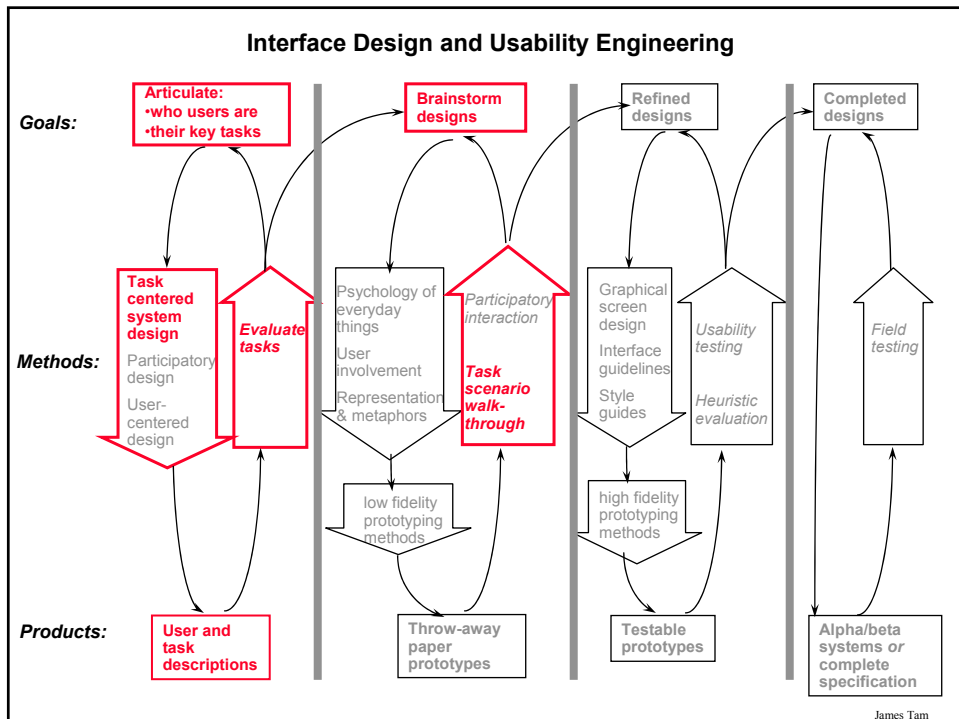 Interface Design and Usability Engineering
Goals:
Articulate:
•who users are
•their key tasks
Brainstorm
designs
Refined
designs
Completed
designs
Methods:
Task
centered
system
design
Participatory
design
User-
centered
design
Evaluate
tasks
Psychology of
everyday
things
User
involvement
Representation
& metaphors
low fidelity
prototyping
methods
Participatory
interaction
Task
scenario
walk-
through
Graphical
screen
design
Interface
guidelines
Style
guides
high fidelity
prototyping
methods
Usability
testing
Heuristic
evaluation
Field
testing
Products:
User and
task
descriptions
Throw-away
paper
prototypes
Testable
prototypes
Alpha/beta
systems or
complete
specification
James Tam